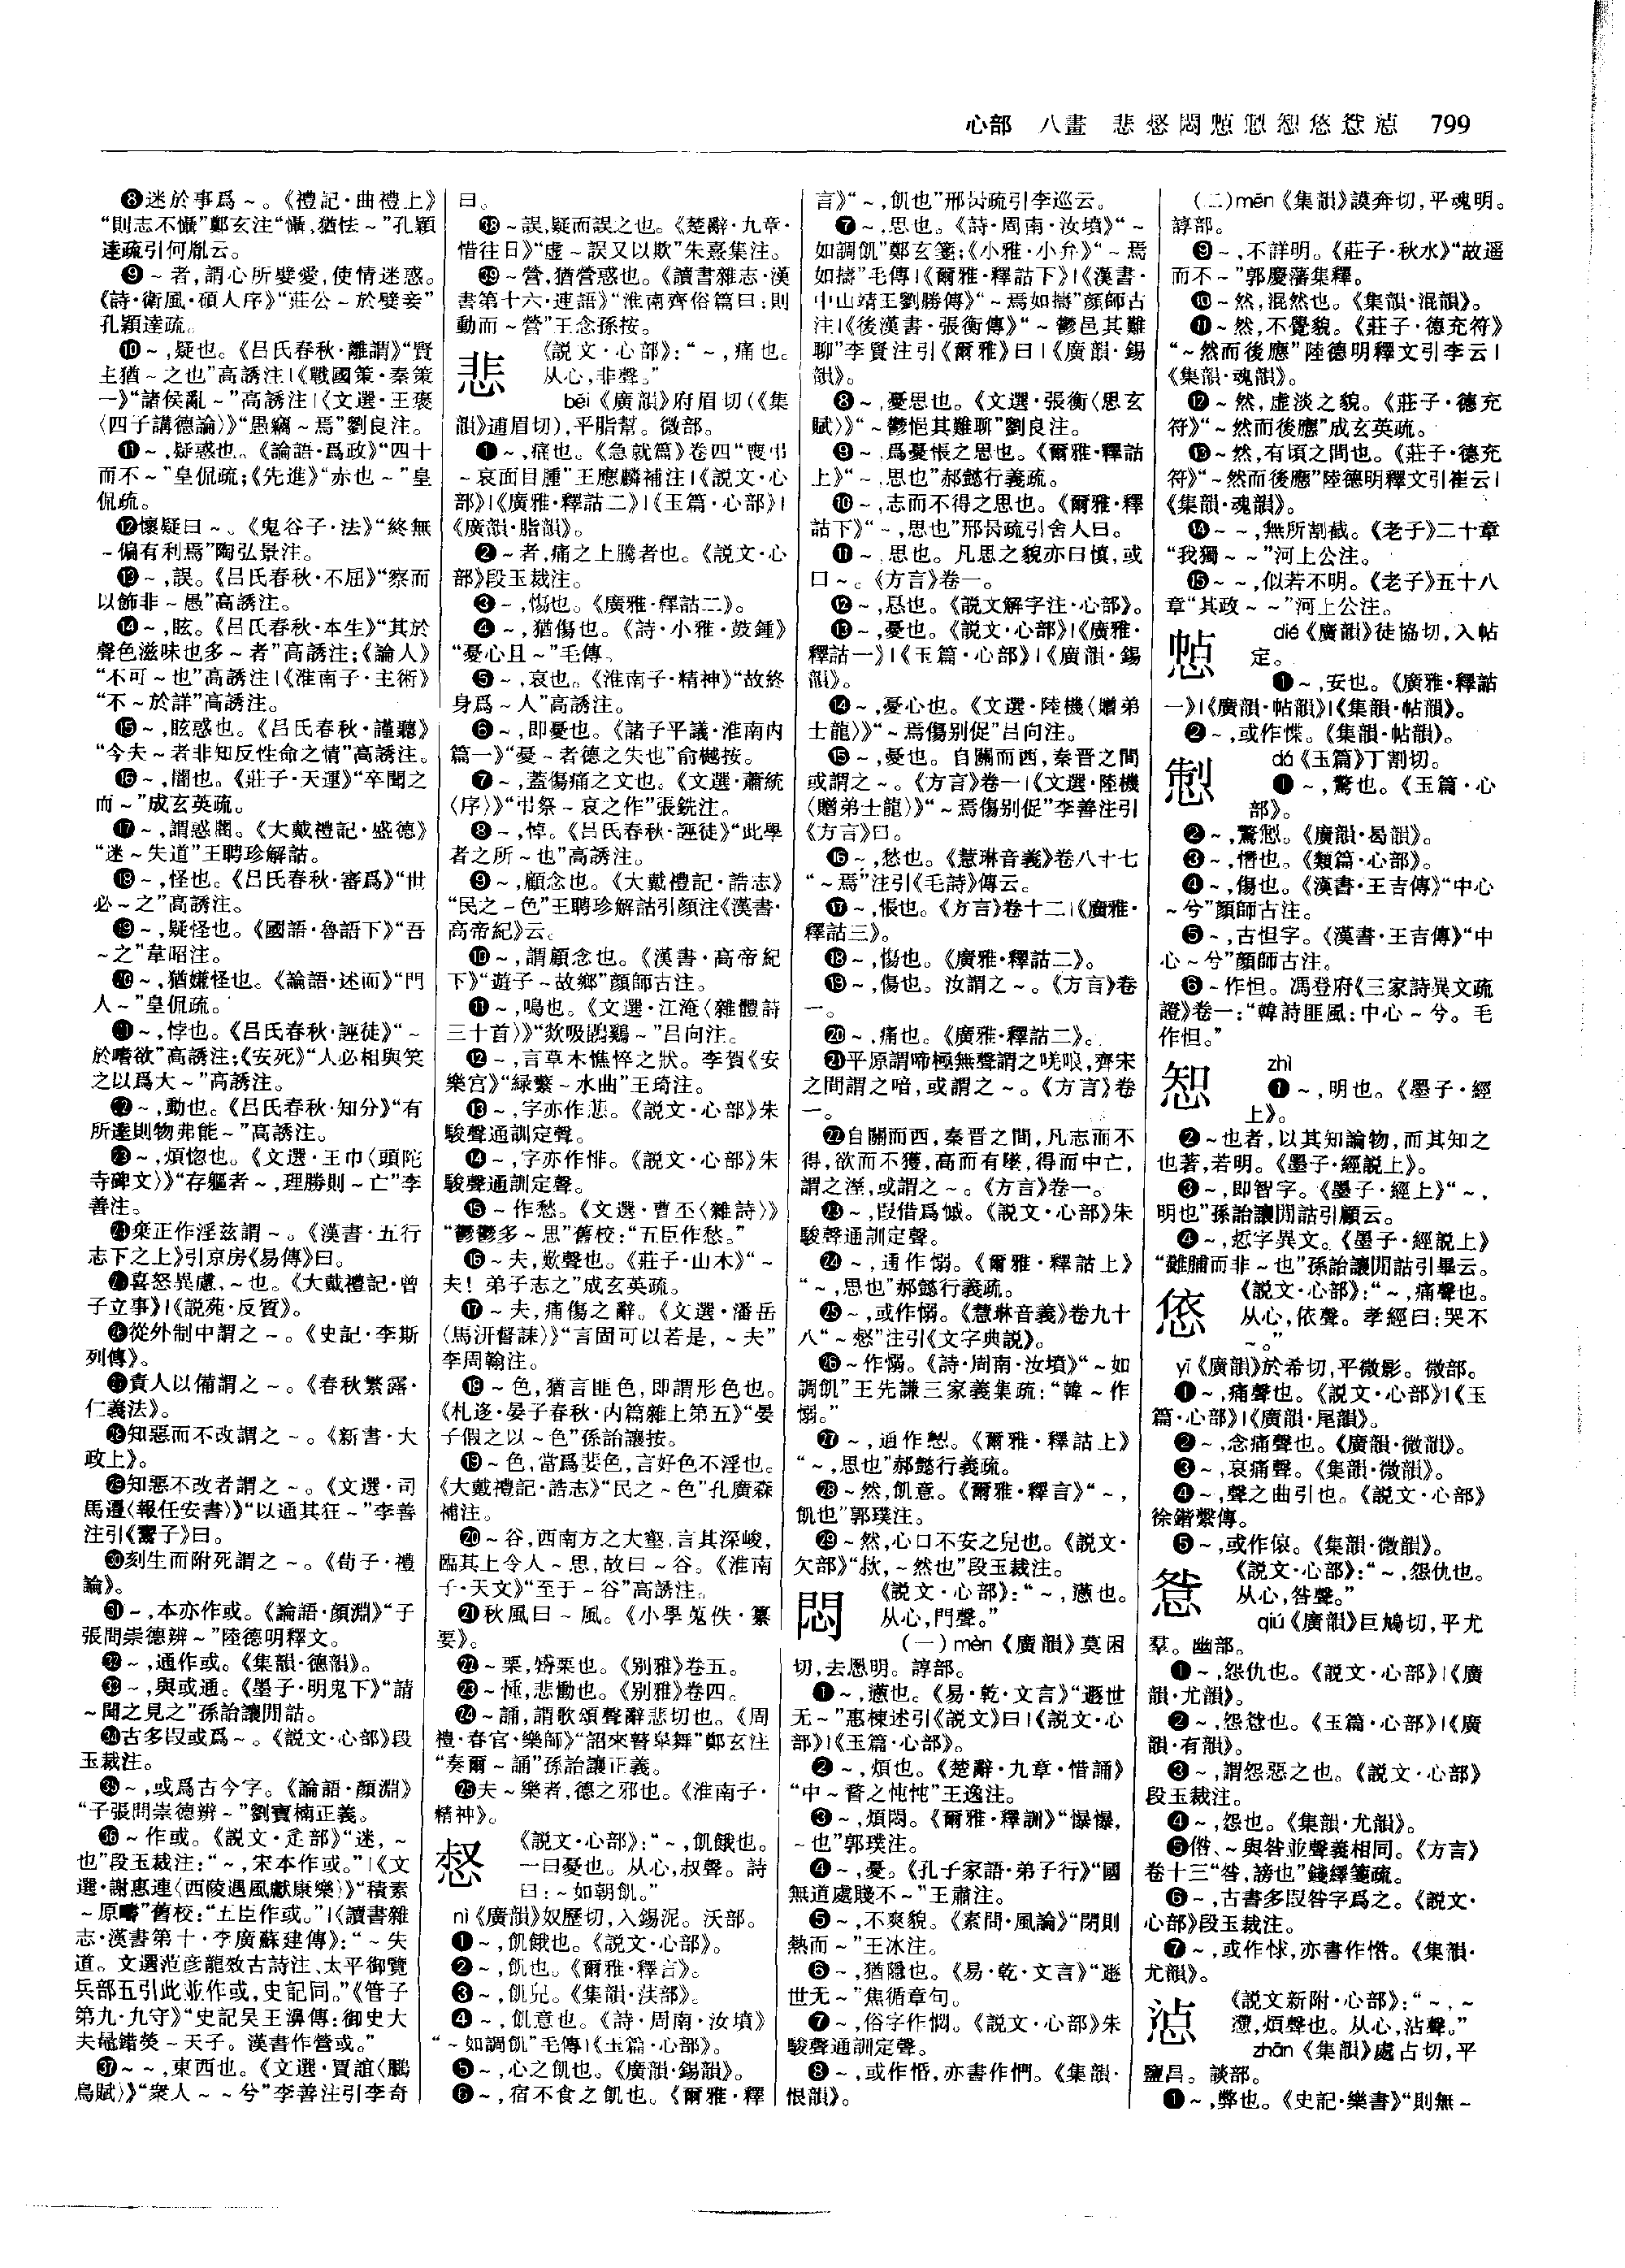 心部 八畫 悲惄悶惦㤠㤴悠惥惉 799
❽迷於事爲～。《禮記·曲禮上》
“則志不懾”鄭玄注“懾,猶怯～”孔穎
達疏引何胤云。
❾～者,謂心所嬖愛,使情迷惑。
《詩·衛風·碩人序》“莊公～於嬖妾”
孔穎達疏。
❿～,疑也。《吕氏春秋·離謂》“賢
主猶～之也”高誘注|《戰國策·秦策
一》“諸侯亂～”高誘注|《文選·王褒
〈四子講德論〉》“愚竊～焉”劉良注。
⓫～,疑惑也。《論語·爲政》“四十
而不～”皇侃疏;《先進》“赤也～”皇
侃疏。
⓬懷疑曰～。《鬼谷子·法》“終無
～偏有利焉”陶弘景注。
⓭～,誤。《吕氏春秋·不屈》“察而
以飾非～愚”高誘注。
⓮～,眩。《吕氏春秋·本生》“其於
聲色滋味也多～者”高誘注;《論人》
“不可～也”高誘注|《淮南子·主術》
“不～於詳”高誘注。
⓯～,眩惑也。《吕氏春秋·謹聽》
“今夫～者非知反性命之情”高誘注。
⓰～,闇也。《莊子·天運》“卒聞之
而～”成玄英疏。
⓱～,謂惑闇。《大戴禮記·盛德》
“迷～失道”王聘珍解詁。
⓲～,怪也。《吕氏春秋·審爲》“世
必～之”高誘注。
⓳～,疑怪也。《國語·魯語下》“吾
～之”韋昭注。
⓴～,猶嫌怪也。《論語·述而》“門
人～”皇侃疏。
㉑～,悖也。《吕氏春秋·誣徒》“～
於嗜欲”高誘注;《安死》“人必相與笑
之以爲大～”高誘注。
㉒～,動也。《吕氏春秋·知分》“有
所達則物弗能～”高誘注。
㉓～,煩惚也。《文選·王巾〈頭陀
寺碑文〉》“存軀者～,理勝則～亡”李
善注。
㉔棄正作淫兹謂～。《漢書·五行
志下之上》引京房《易傳》曰。
㉕喜怒異慮,～也。《大戴禮記·曾
子立事》|《説苑·反質》。
㉖從外制中謂之～。《史記·李斯
列傳》。
㉗責人以備謂之～。《春秋繁露·
仁義法》。
㉘知惡而不改謂之～。《新書·大
政上》。
㉙知惡不改者謂之～。《文選·司
馬遷〈報任安書〉》“以通其狂～”李善
注引《鬻子》曰。
㉚刻生而附死謂之～。《荀子·禮
論》。
㉛～,本亦作或。《論語·顔淵》“子
張問崇德辨～”陸德明釋文。
㉜～,通作或。《集韻·德韻》。
㉝～,與或通。《墨子·明鬼下》“請
～聞之見之”孫詒讓閒詁。
㉞古多叚或爲～。《説文·心部》段
玉裁注。
㉟～,或爲古今字。《論語·顔淵》
“子張問崇德辨～”劉寶楠正義。
㊱～作或。《説文·辵部》“迷,～
也”段玉裁注:“～,宋本作或。”|《文
選·謝惠連〈西陵遇風獻康樂〉》“積素
～原疇”舊校:“五臣作或。”|《讀書雜
志·漢書第十·李廣蘇建傳》:“～失
道。文選范彦龍效古詩注、太平御覽
兵部五引此並作或,史記同。”《管子
第九·九守》“史記吴王濞傳:御史大
夫鼂錯熒～天子。漢書作營或。”
㊲～～,東西也。《文選·賈誼〈鵩
鳥賦〉》“衆人～～兮”李善注引李奇
曰。
㊳～誤,疑而誤之也。《楚辭·九章·
惜往日》“虚～誤又以欺”朱熹集注。
㊴～營,猶營惑也。《讀書雜志·漢
書第十六·連語》“淮南齊俗篇曰:則
動而～營”王念孫按。
悲 《説文·心部》:“～,痛也。
从心,非聲。”
bēi《廣韻》府眉切(《集
韻》逋眉切),平脂幫。微部。
❶～,痛也。《急就篇》卷四“喪弔
～哀面目腫”王應麟補注|《説文·心
部》|《廣雅·釋詁二》|《玉篇·心部》|
《廣韻·脂韻》。
❷～者,痛之上騰者也。《説文·心
部》段玉裁注。
❸～,傷也。《廣雅·釋詁二》。
❹～,猶傷也。《詩·小雅·鼓鍾》
“憂心且～”毛傳。
❺～,哀也。《淮南子·精神》“故終
身爲～人”高誘注。
❻～,即憂也。《諸子平議·淮南内
篇一》“憂～者德之失也”俞樾按。
❼～,蓋傷痛之文也。《文選·蕭統
〈序〉》“弔祭～哀之作”張銑注。
❽～,悼。《吕氏春秋·誣徒》“此學
者之所～也”高誘注。
❾～,顧念也。《大戴禮記·誥志》
“民之～色”王聘珍解詁引顔注《漢書·
高帝紀》云。
❿～,謂顧念也。《漢書·高帝紀
下》“遊子～故鄉”顔師古注。
⓫～,鳴也。《文選·江淹〈雜體詩
三十首〉》“欻吸鵾鷄～”吕向注。
⓬～,言草木憔悴之狀。李賀《安
樂宫》“緑蘩～水曲”王琦注。
⓭～,字亦作悲。《説文·心部》朱
駿聲通訓定聲。
⓮～,字亦作悱。《説文·心部》朱
駿聲通訓定聲。
⓯～作愁。《文選·曹丕〈雜詩〉》
“鬱鬱多～思”舊校:“五臣作愁。”
⓰～夫,歎聲也。《莊子·山木》“～
夫！弟子志之”成玄英疏。
⓱～夫,痛傷之辭。《文選·潘岳
〈馬汧督誄〉》“言固可以若是,～夫”
李周翰注。
⓲～色,猶言匪色,即謂形色也。
《札迻·晏子春秋·内篇雜上第五》“晏
子假之以～色”孫詒讓按。
⓳～色,當爲斐色,言好色不淫也。
《大戴禮記·誥志》“民之～色”孔廣森
補注。
⓴～谷,西南方之大壑,言其深峻,
臨其上令人～思,故曰～谷。《淮南
子·天文》“至于～谷”高誘注。
㉑秋風曰～風。《小學蒐佚·纂
要》。
㉒～栗,觱栗也。《别雅》卷五。
㉓～慟,悲慟也。《别雅》卷四。
㉔～誦,謂歌頌聲辭悲切也。《周
禮·春官·樂師》“詔來瞽臯舞”鄭玄注
“奏爾～誦”孫詒讓正義。
㉕夫～樂者,德之邪也。《淮南子·
精神》。
惄 《説文·心部》:“～,飢餓也。
一曰憂也。从心,叔聲。詩
曰:～如朝飢。”
nì《廣韻》奴歷切,入錫泥。沃部。
❶～,飢餓也。《説文·心部》。
❷～,飢也。《爾雅·釋言》。
❸～,飢皃。《集韻·𣲺部》。
❹～,飢意也。《詩·周南·汝墳》
“～如調飢”毛傳|《玉篇·心部》。
❺～,心之飢也。《廣韻·錫韻》。
❻～,宿不食之飢也。《爾雅·釋
言》“～,飢也”邢昺疏引李巡云。
❼～,思也。《詩·周南·汝墳》“～
如調飢”鄭玄箋;《小雅·小弁》“～焉
如擣”毛傳|《爾雅·釋詁下》|《漢書·
中山靖王劉勝傳》“～焉如擣”顔師古
注|《後漢書·張衡傳》“～鬱邑其難
聊”李賢注引《爾雅》曰|《廣韻·錫
韻》。
❽～,憂思也。《文選·張衡〈思玄
賦〉》“～鬱悒其難聊”劉良注。
❾～,爲憂悵之思也。《爾雅·釋詁
上》“～,思也”郝懿行義疏。
❿～,志而不得之思也。《爾雅·釋
詁下》“～,思也”邢昺疏引舍人曰。
⓫～,思也。凡思之貌亦曰慎,或
曰～。《方言》卷一。
⓬～,惄也。《説文解字注·心部》。
⓭～,憂也。《説文·心部》|《廣雅·
釋詁一》|《玉篇·心部》|《廣韻·錫
韻》。
⓮～,憂心也。《文選·陸機〈贈弟
士龍〉》“～焉傷别促”吕向注。
⓯～,憂也。自關而西,秦晋之間
或謂之～。《方言》卷一|《文選·陸機
〈贈弟士龍〉》“～焉傷别促”李善注引
《方言》曰。
⓰～,愁也。《慧琳音義》卷八十七
“～焉”注引《毛詩》傳云。
⓱～,悵也。《方言》卷十二|《廣雅·
釋詁三》。
⓲～,傷也。《廣雅·釋詁二》。
⓳～,傷也。汝謂之～。《方言》卷
一。
⓴～,痛也。《廣雅·釋詁二》。
㉑平原謂啼極無聲謂之唴哴,齊宋
之間謂之喑,或謂之～。《方言》卷
一。
㉒自關而西,秦晋之間,凡志而不
得,欲而不獲,高而有墜,得而中亡,
謂之溼,或謂之～。《方言》卷一。
㉓～,叚借爲慽。《説文·心部》朱
駿聲通訓定聲。
㉔～,通作愵。《爾雅·釋詁上》
“～,思也”郝懿行義疏。
㉕～,或作愵。《慧琳音義》卷九十
八“～惄”注引《文字典説》。
㉖～作愵。《詩·周南·汝墳》“～如
調飢”王先謙三家義集疏:“韓～作
愵。”
㉗～,通作愸。《爾雅·釋詁上》
“～,思也”郝懿行義疏。
㉘～然,飢意。《爾雅·釋言》“～,
飢也”郭璞注。
㉙～然,心口不安之皃也。《説文·
欠部》“㰗,～然也”段玉裁注。
悶 《説文·心部》:“～,懣也。
从心,門聲。”
(一)mèn《廣韻》莫困
切,去慁明。諄部。
❶～,懣也。《易·乾·文言》“遯世
无～”惠棟述引《説文》曰|《説文·心
部》|《玉篇·心部》。
❷～,煩也。《楚辭·九章·惜誦》
“中～瞀之忳忳”王逸注。
❸～,煩悶。《爾雅·釋訓》“懪懪,
～也”郭璞注。
❹～,憂。《孔子家語·弟子行》“國
無道處賤不～”王肅注。
❺～,不爽貌。《素問·風論》“閉則
熱而～”王冰注。
❻～,猶隱也。《易·乾·文言》“遯
世无～”焦循章句。
❼～,俗字作憫。《説文·心部》朱
駿聲通訓定聲。
❽～,或作惛,亦書作㦖。《集韻·
恨韻》。
(二)mēn《集韻》謨奔切,平魂明。
諄部。
❾～,不詳明。《莊子·秋水》“故遥
而不～”郭慶藩集釋。
❿～然,混然也。《集韻·混韻》。
⓫～然,不覺貌。《莊子·德充符》
“～然而後應”陸德明釋文引李云|
《集韻·魂韻》。
⓬～然,虚淡之貌。《莊子·德充
符》“～然而後應”成玄英疏。
⓭～然,有頃之間也。《莊子·德充
符》“～然而後應”陸德明釋文引崔云|
《集韻·魂韻》。
⓮～～,無所割截。《老子》二十章
“我獨～～”河上公注。
⓯～～,似若不明。《老子》五十八
章“其政～～”河上公注。
惉 dié《廣韻》徒協切,入帖
定。
❶～,安也。《廣雅·釋詁
一》|《廣韻·帖韻》|《集韻·帖韻》。
❷～,或作惵。《集韻·帖韻》。
㤠 dá《玉篇》丁割切。
❶～,驚也。《玉篇·心
部》。
❷～,驚愸。《廣韻·曷韻》。
❸～,憯也。《類篇·心部》。
❹～,傷也。《漢書·王吉傳》“中心
～兮”顔師古注。
❺～,古怛字。《漢書·王吉傳》“中
心～兮”顔師古注。
❻～作怛。馮登府《三家詩異文疏
證》卷一:“韓詩匪風:中心～兮。毛
作怛。”
㤴 zhì
❶～,明也。《墨子·經
上》。
❷～也者,以其知論物,而其知之
也著,若明。《墨子·經説上》。
❸～,即智字。《墨子·經上》“～,
明也”孫詒讓閒詁引顧云。
❹～,悊字異文。《墨子·經説上》
“難脯而非～也”孫詒讓閒詁引畢云。
㥋 《説文·心部》:“～,痛聲也。
从心,依聲。孝經曰:哭不
～。”
yī《廣韻》於希切,平微影。微部。
❶～,痛聲也。《説文·心部》|《玉
篇·心部》|《廣韻·尾韻》。
❷～,念痛聲也。《廣韻·微韻》。
❸～,哀痛聲。《集韻·微韻》。
❹～,聲之曲引也。《説文·心部》
徐鍇繫傳。
❺～,或作偯。《集韻·微韻》。
㤹 《説文·心部》:“～,怨仇也。
从心,咎聲。”
qiú《廣韻》巨鳩切,平尤
羣。幽部。
❶～,怨仇也。《説文·心部》|《廣
韻·尤韻》。
❷～,怨愆也。《玉篇·心部》|《廣
韻·有韻》。
❸～,謂怨惡之也。《説文·心部》
段玉裁注。
❹～,怨也。《集韻·尤韻》。
❺倃、～與咎並聲義相同。《方言》
卷十三“咎,謗也”錢繹箋疏。
❻～,古書多叚咎字爲之。《説文·
心部》段玉裁注。
❼～,或作怵,亦書作㤹。《集韻·
尤韻》。
惉 《説文新附·心部》:“～,～
懘,煩聲也。从心,沾聲。”
zhān《集韻》處占切,平
鹽昌。談部。
❶～,弊也。《史記·樂書》“則無～